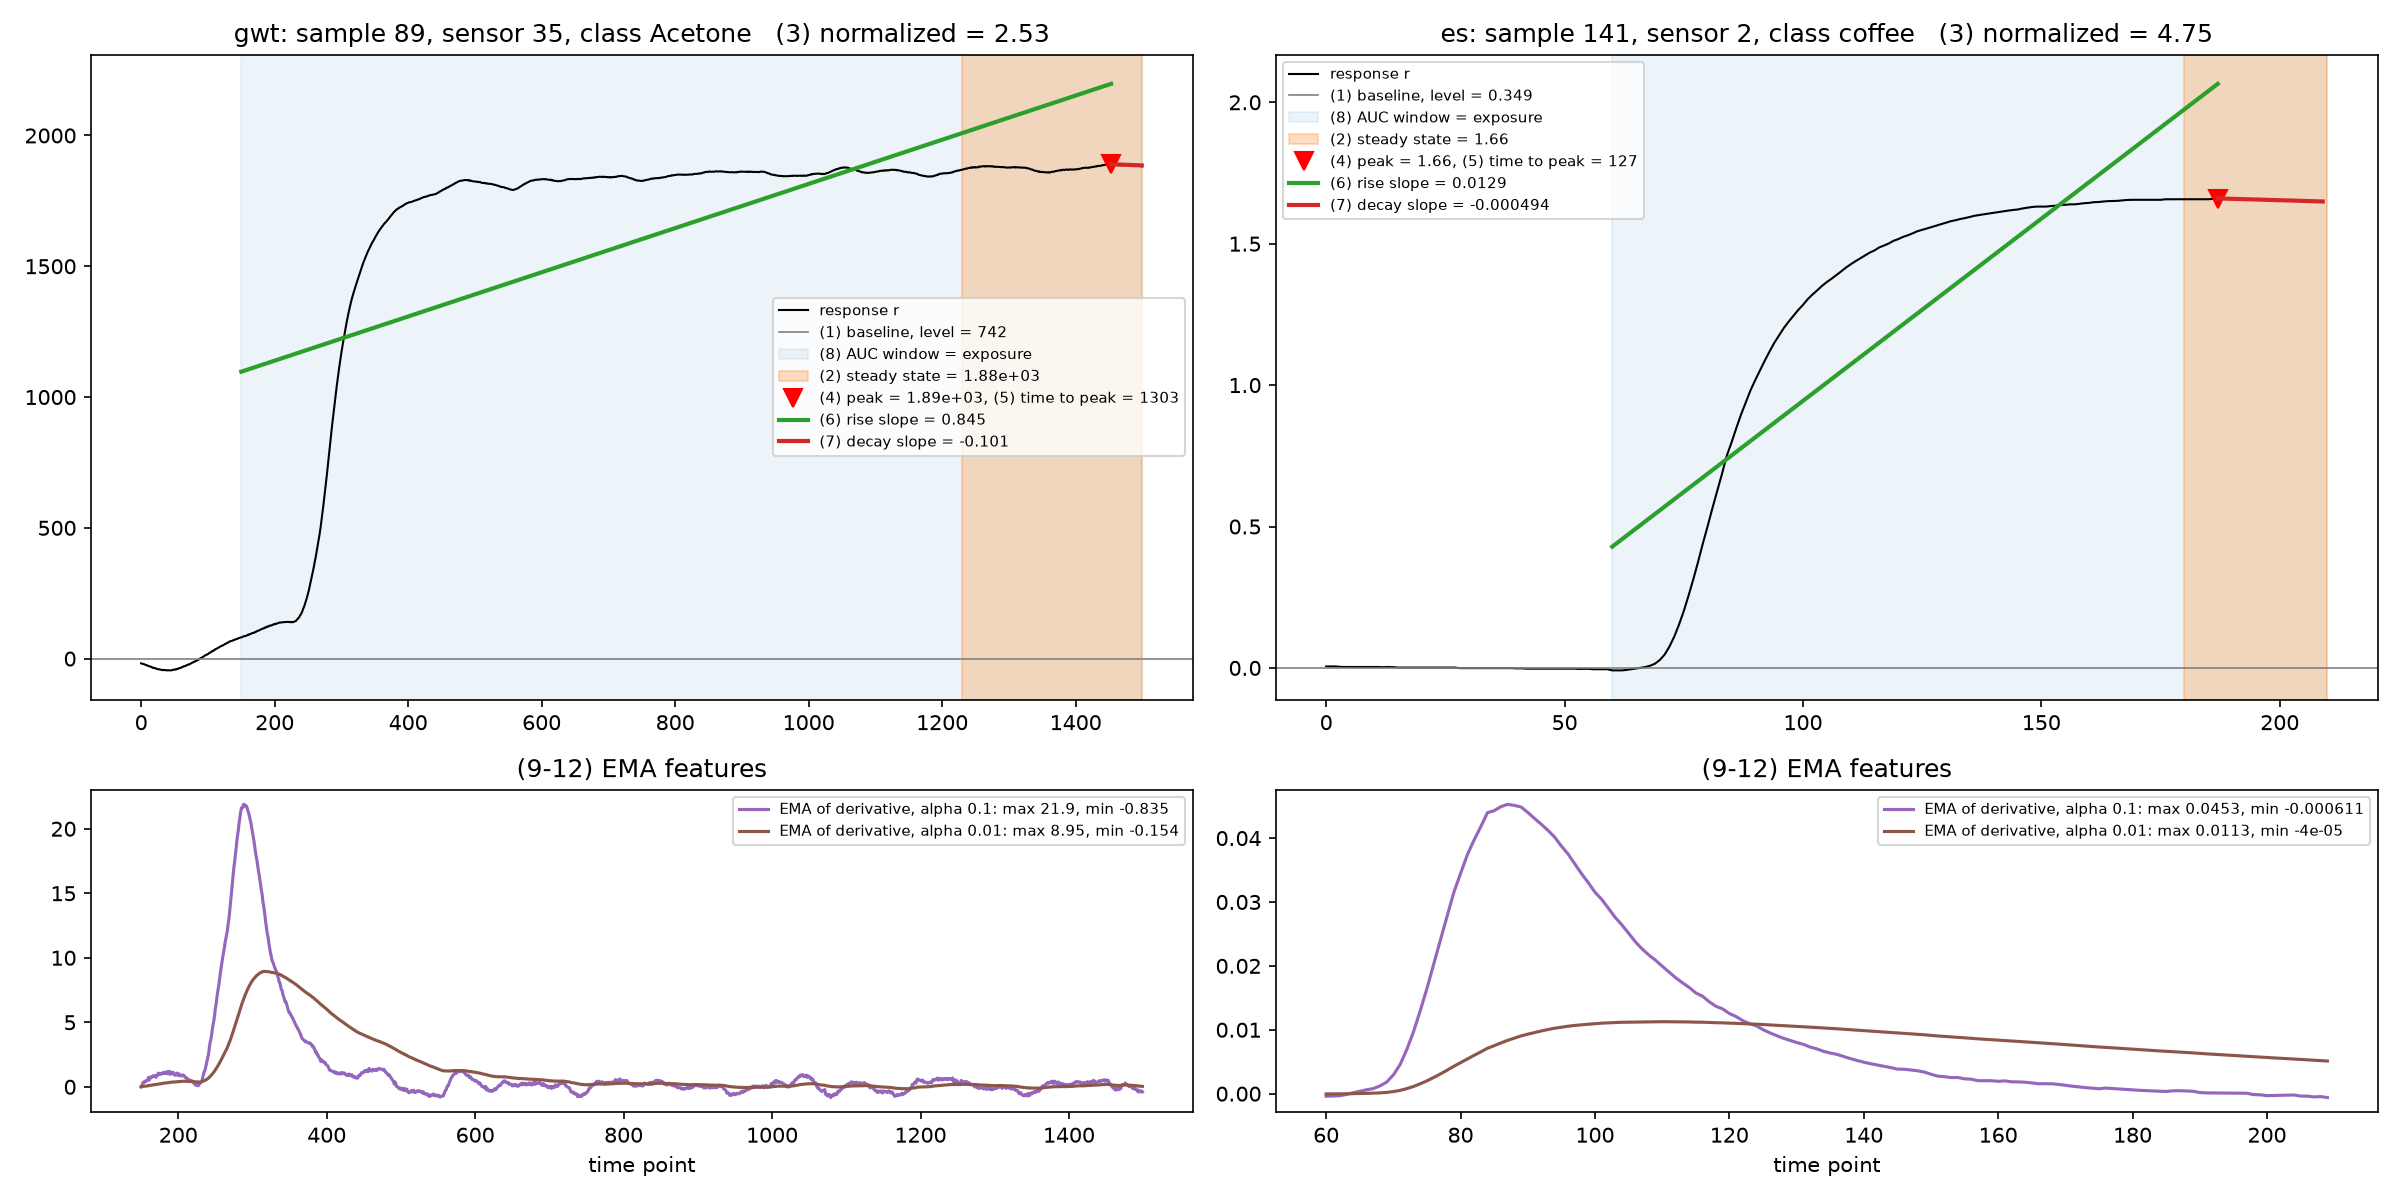 gwt: sample 89, sensor 35, class Acetone   (3) normalized = 2.53
2000
1500
1000
500
0
response r
(1) baseline, level = 742
(8) AUC window = exposure
(2) steady state = 1.88e+03
(4) peak = 1.89e+03, (5) time to peak = 1303
(6) rise slope = 0.845
(7) decay slope = -0.101
0 200 400 600 800 1000 1200 1400
es: sample 141, sensor 2, class coffee   (3) normalized = 4.75
2.0
1.5
1.0
0.5
0.0
response r
(1) baseline, level = 0.349
(8) AUC window = exposure
(2) steady state = 1.66
(4) peak = 1.66, (5) time to peak = 127
(6) rise slope = 0.0129
(7) decay slope = -0.000494
0 50 100 150 200
(9-12) EMA features
20
15
10
5
0
EMA of derivative, alpha 0.1: max 21.9, min -0.835
EMA of derivative, alpha 0.01: max 8.95, min -0.154
200 400 600 800 1000 1200 1400
time point
(9-12) EMA features
0.04
0.03
0.02
0.01
0.00
EMA of derivative, alpha 0.1: max 0.0453, min -0.000611
EMA of derivative, alpha 0.01: max 0.0113, min -4e-05
60 80 100 120 140 160 180 200
time point